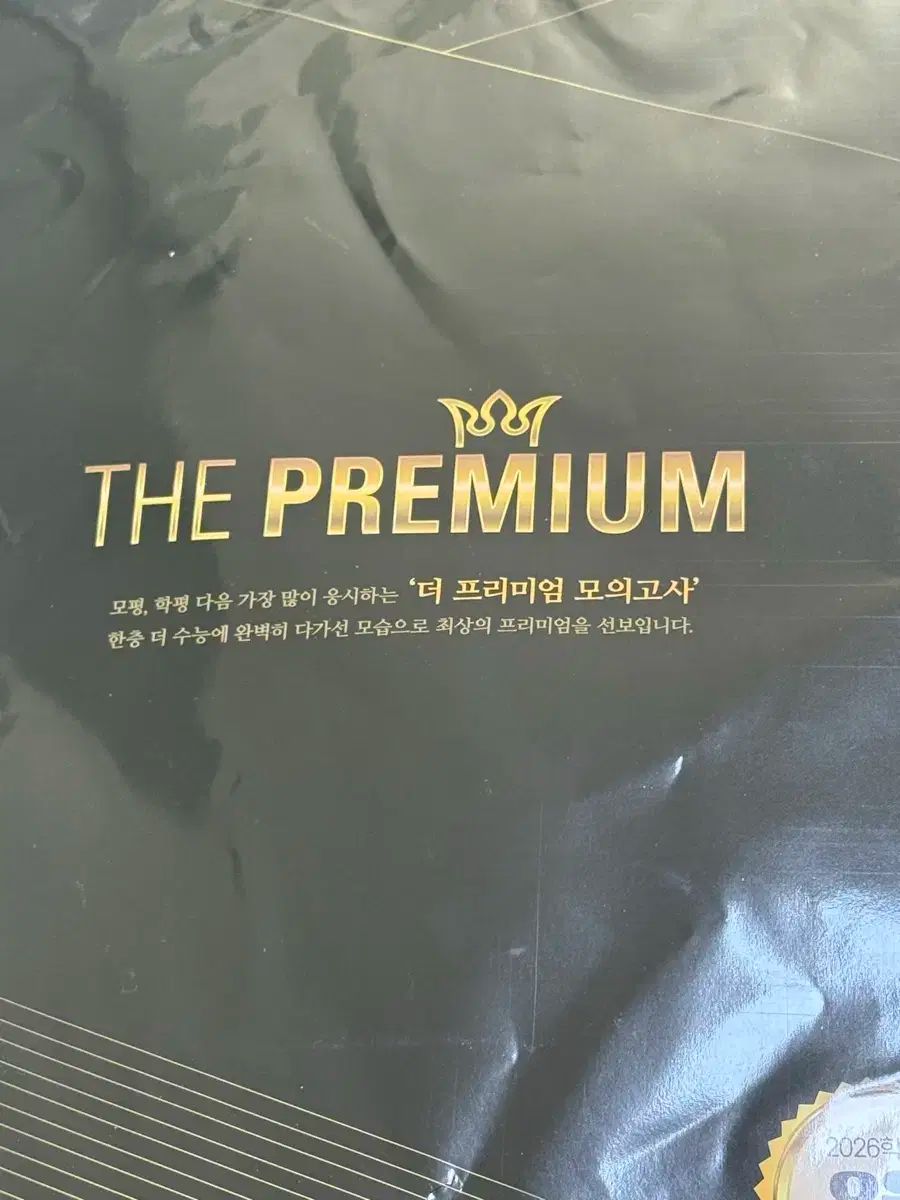 THE PREMIUM
모평, 학평 다음 가장 많이 응시하는 ‘더 프리미엄 모의고사’
한층 더 수능에 완벽히 다가선 모습으로 최상의 프리미엄을 선보입니다.
2026